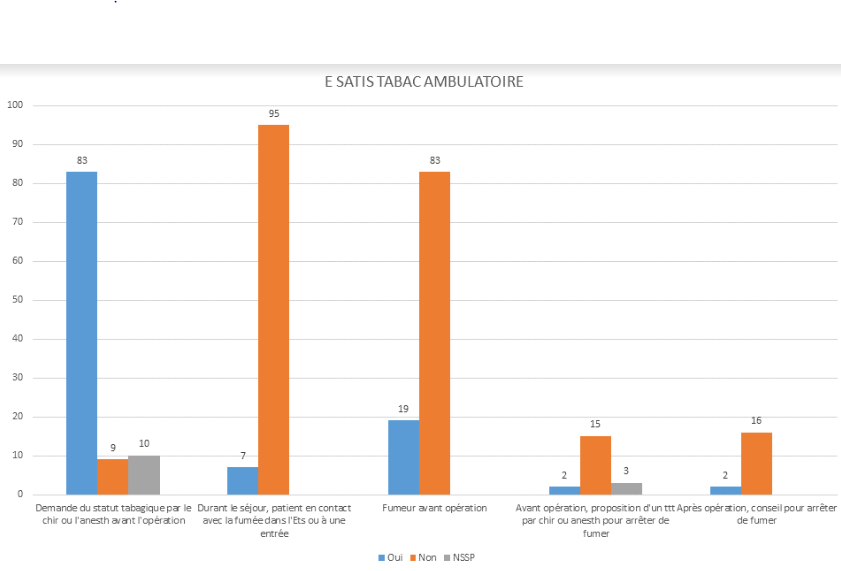 E SATIS TABAC AMBULATOIRE
100
90
80
70
60
50
40
30
20
10
0
83
9
10
7
95
19
83
2
15
3
2
16
Demande du statut tabagique par le
chir ou l'anesth avant l'opération
Durant le séjour, patient en contact
avec la fumée dans l'Ets ou à une
entrée
Fumeur avant opération
Avant opération, proposition d'un ttt
par chir ou anesth pour arrêter de
fumer
Après opération, conseil pour arrêter
de fumer
Oui Non NSSP